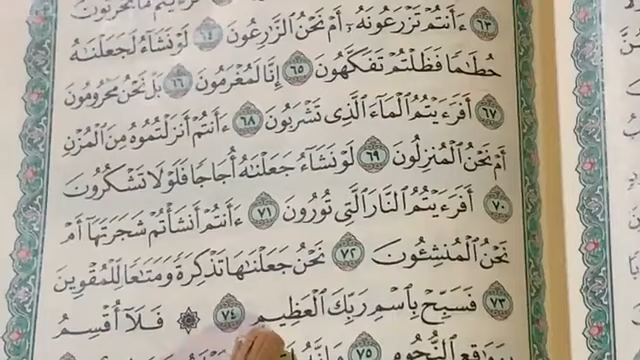 ٦٣ ءَأَنتُمْ تَزْرَعُونَهُۥٓ أَمْ نَحْنُ ٱلزَّٰرِعُونَ ٦٤ لَوْ نَشَآءُ لَجَعَلْنَٰهُ
حُطَٰمًا فَظَلْتُمْ تَفَكَّهُونَ ٦٥ إِنَّا لَمُغْرَمُونَ ٦٦ بَلْ نَحْنُ مَحْرُومُونَ
٦٧ أَفَرَءَيْتُمُ ٱلْمَآءَ ٱلَّذِى تَشْرَبُونَ ٦٨ ءَأَنتُمْ أَنزَلْتُمُوهُ مِنَ ٱلْمُزْنِ
أَمْ نَحْنُ ٱلْمُنزِلُونَ ٦٩ لَوْ نَشَآءُ جَعَلْنَٰهُ أُجَاجًا فَلَوْلَا تَشْكُرُونَ
٧٠ أَفَرَءَيْتُمُ ٱلنَّارَ ٱلَّتِى تُورُونَ ٧١ ءَأَنتُمْ أَنشَأْتُمْ شَجَرَتَهَآ أَمْ
نَحْنُ ٱلْمُنشِـُٔونَ ٧٢ نَحْنُ جَعَلْنَٰهَا تَذْكِرَةً وَمَتَٰعًا لِّلْمُقْوِينَ
٧٣ فَسَبِّحْ بِٱسْمِ رَبِّكَ ٱلْعَظِيمِ ٧٤ ۞ فَلَآ أُقْسِمُ
بِمَوَٰقِعِ ٱلنُّجُومِ ٧٥ وَإِنَّهُۥ